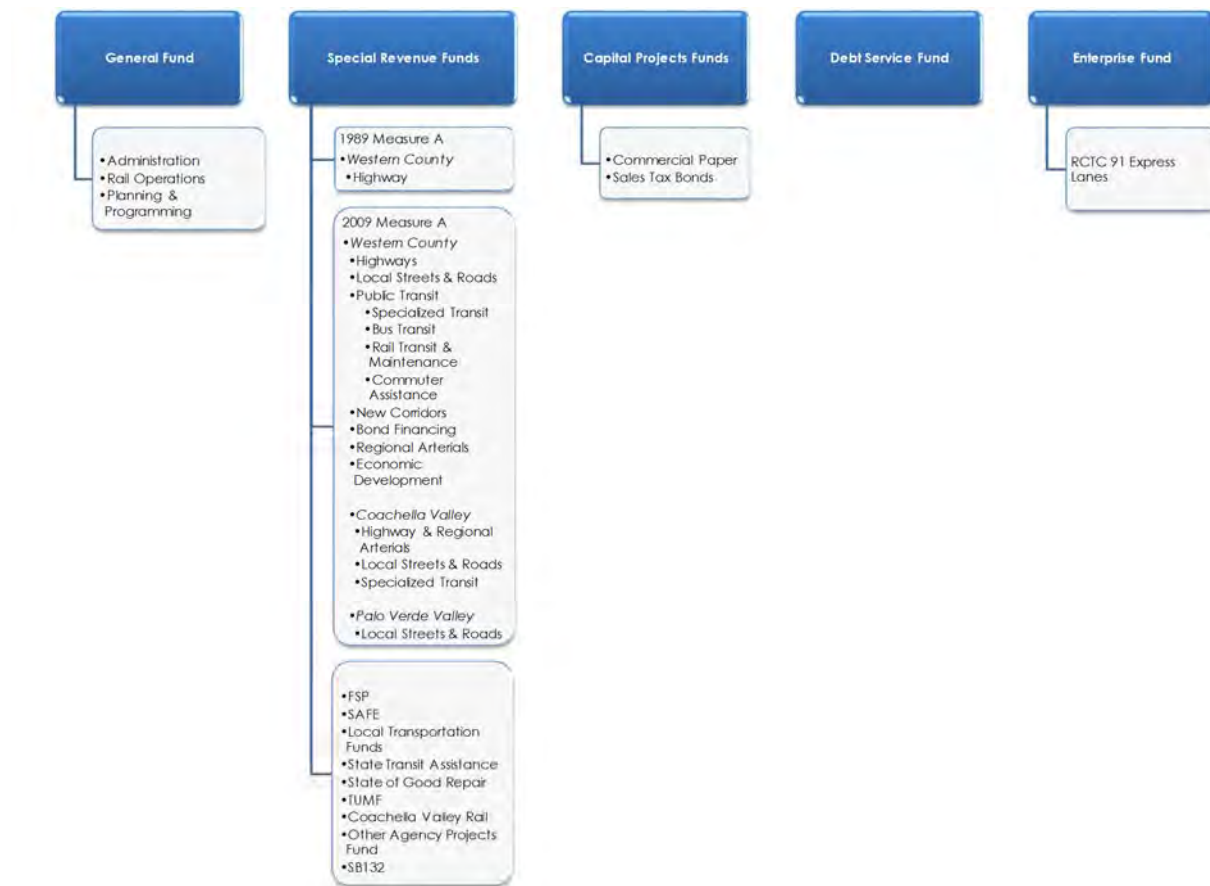 General Fund
Special Revenue Funds
Capital Projects Funds
Debt Service Fund
Enterprise Fund
•Administration
•Rail Operations
•Planning &
Programming
1989 Measure A
•Western County
•Highway
2009 Measure A
•Western County
•Highways
•Local Streets & Roads
•Public Transit
•Specialized Transit
•Bus Transit
•Rail Transit &
Maintenance
•Commuter
Assistance
•New Corridors
•Bond Financing
•Regional Arterials
•Economic
Development
•Coachella Valley
•Highway & Regional
Arterials
•Local Streets & Roads
•Specialized Transit
•Palo Verde Valley
•Local Streets & Roads
•FSP
•SAFE
•Local Transportation
Funds
•State Transit Assistance
•State of Good Repair
•TUMF
•Coachella Valley Rail
•Other Agency Projects
Fund
•SB132
•Commercial Paper
•Sales Tax Bonds
RCTC 91 Express
Lanes